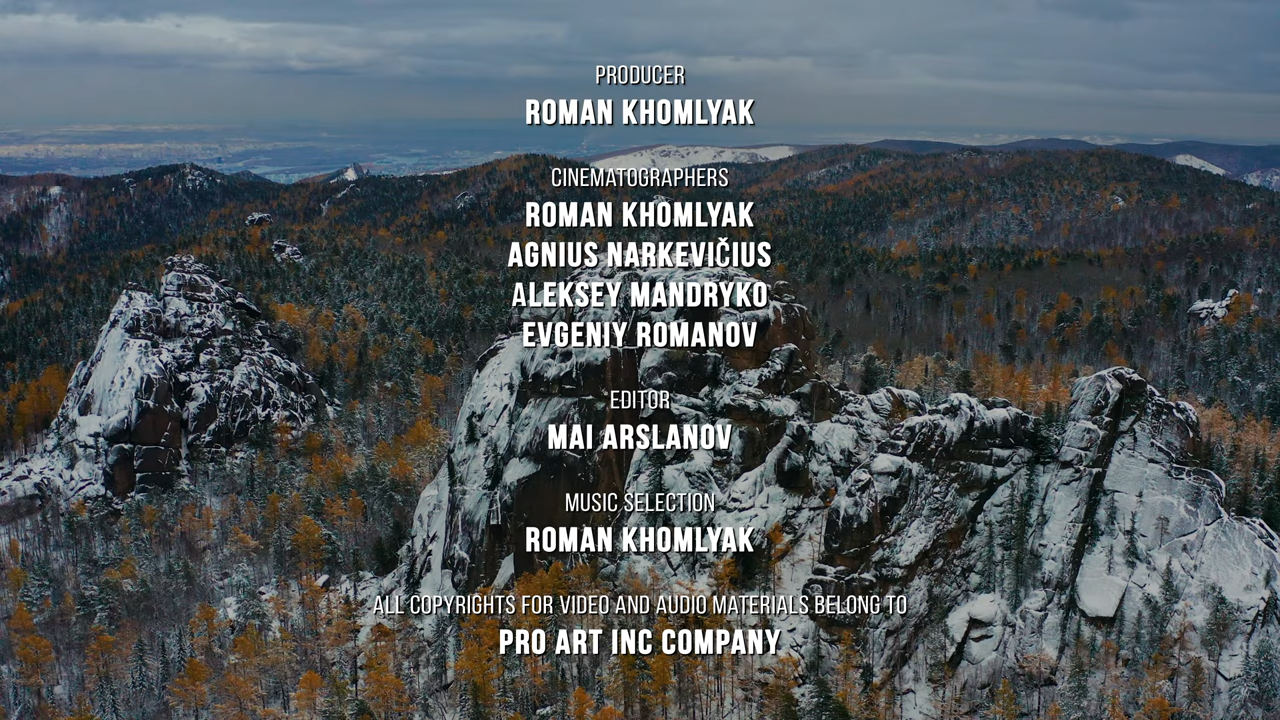 PRODUCER
ROMAN KHOMLYAK
CINEMATOGRAPHERS
ROMAN KHOMLYAK
AGNIUS NARKEVIČIUS
ALEKSEY MANDRYKO
EVGENIY ROMANOV
EDITOR
MAI ARSLANOV
MUSIC SELECTION
ROMAN KHOMLYAK
ALL COPYRIGHTS FOR VIDEO AND AUDIO MATERIALS BELONG TO
PRO ART INC COMPANY